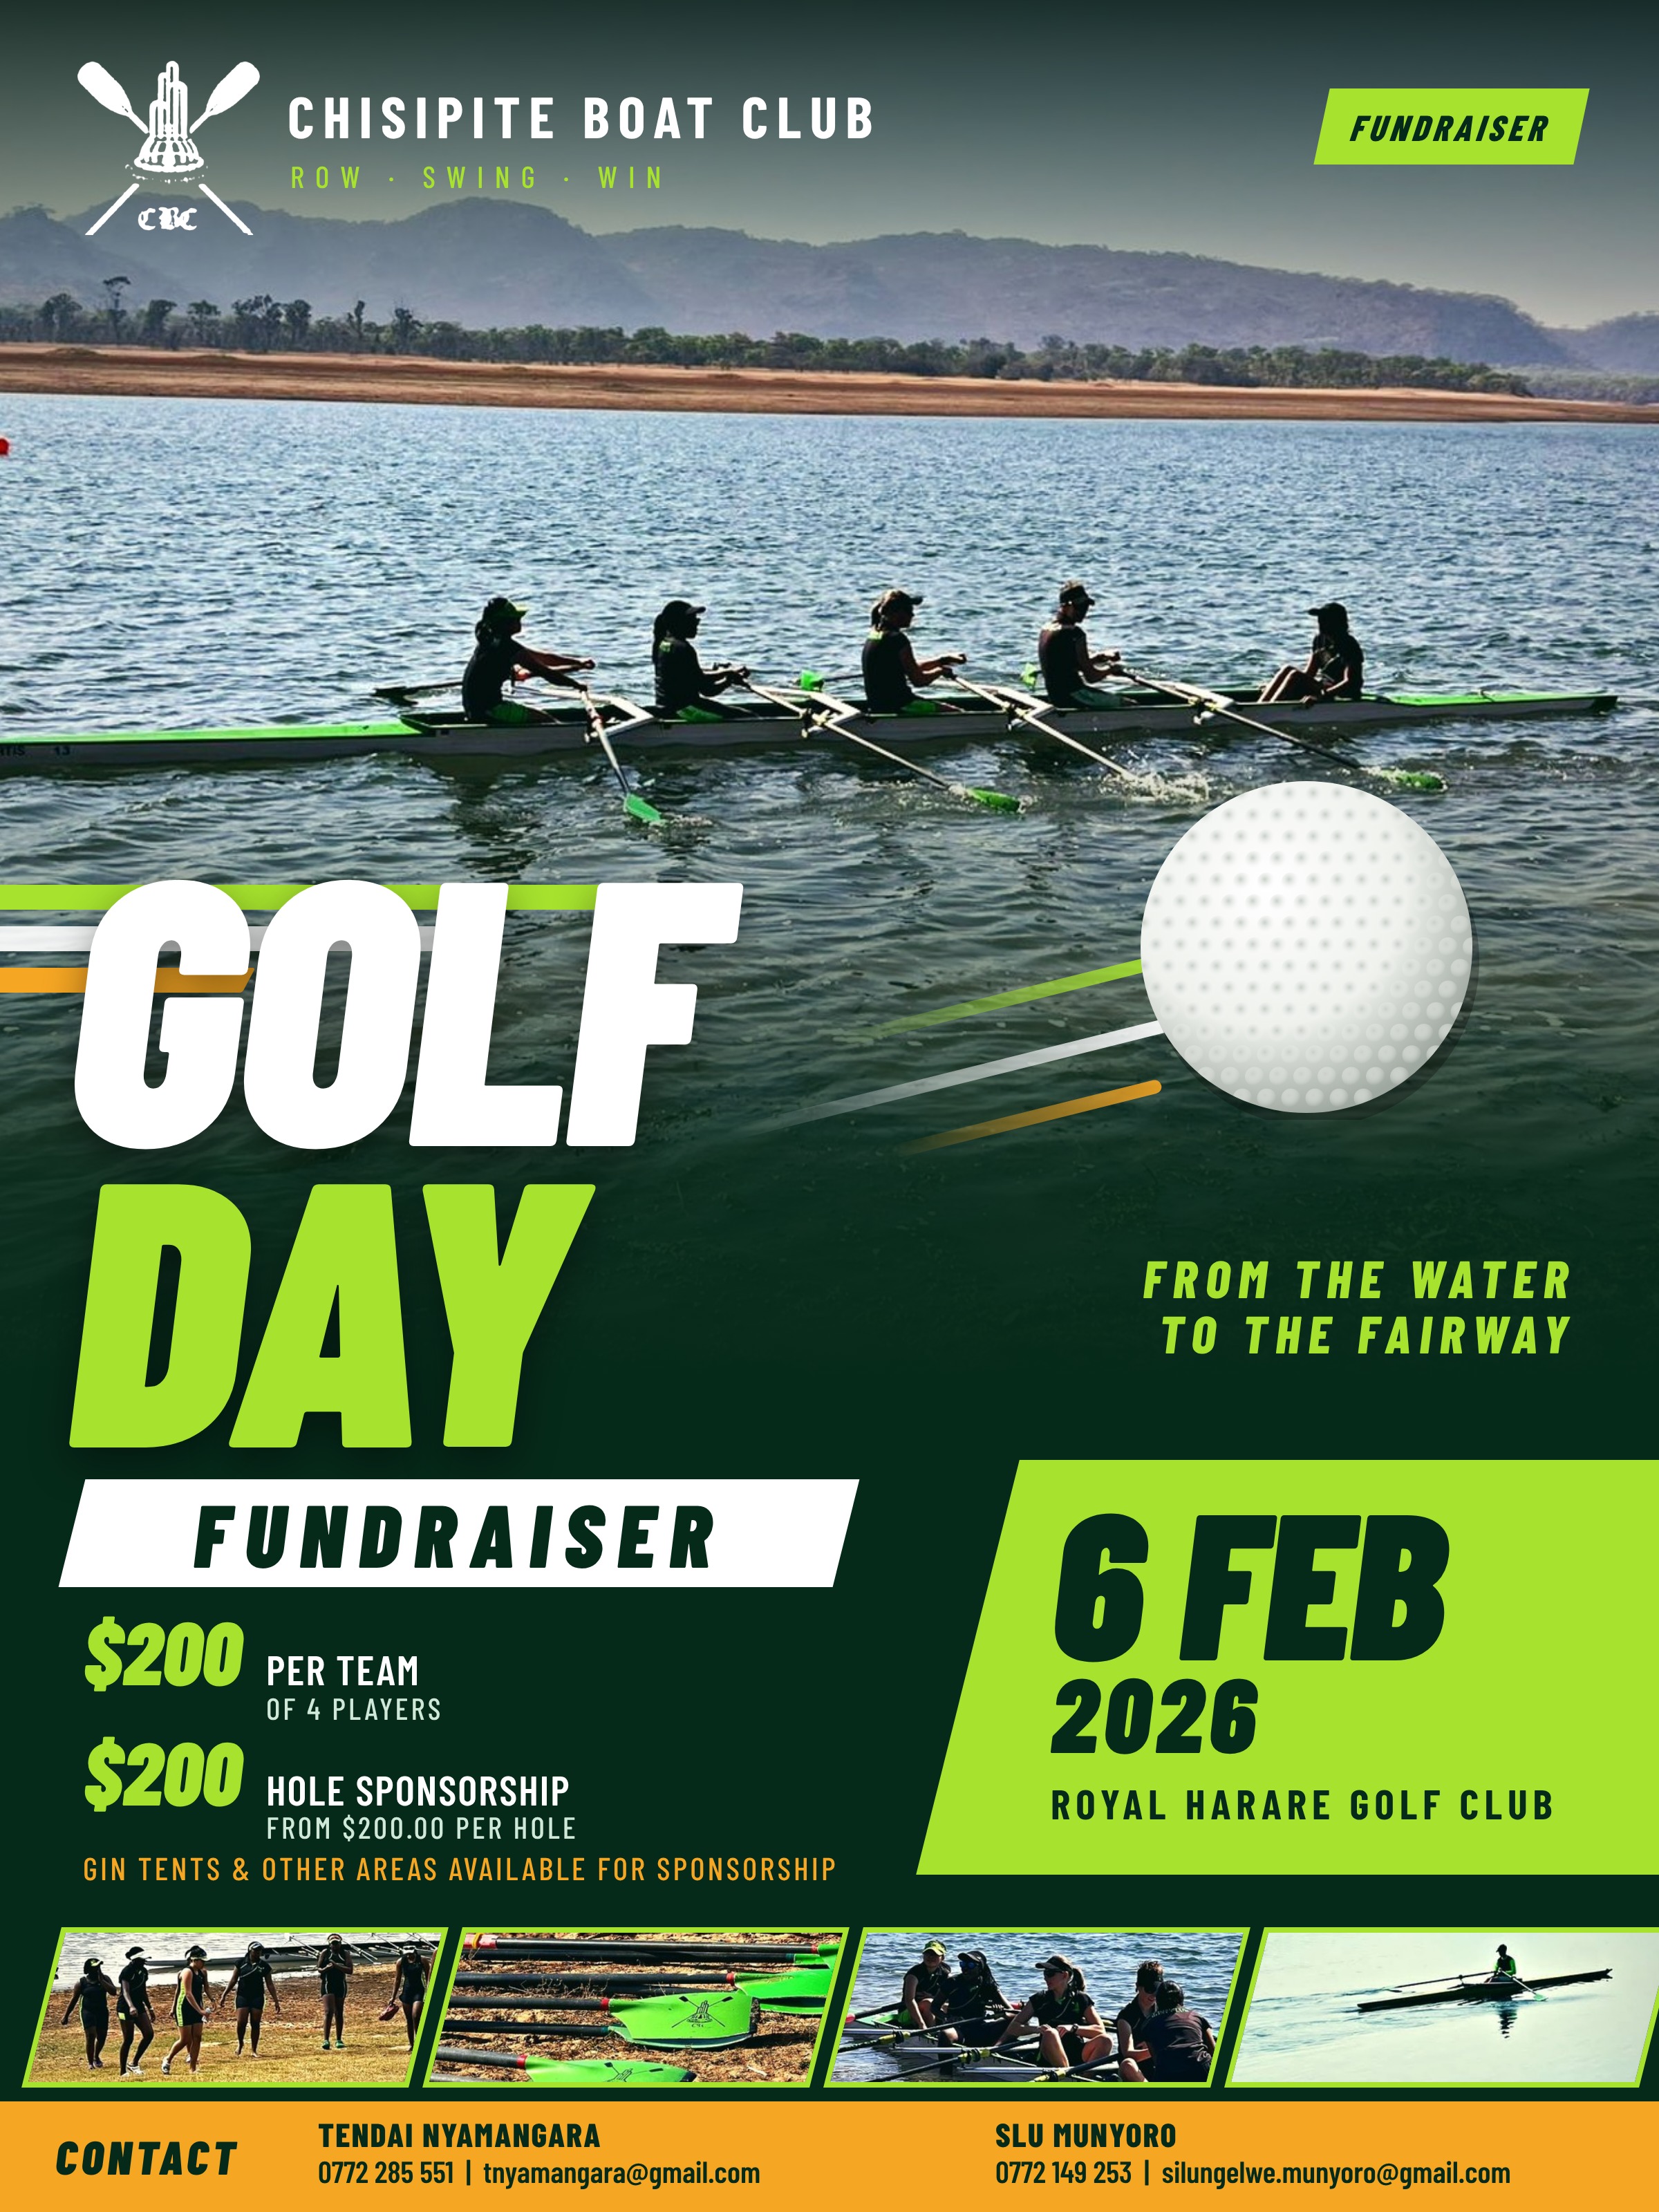 CHISIPITE BOAT CLUB
ROW · SWING · WIN
CBC
FUNDRAISER
13
GOLF
DAY
FROM THE WATER
TO THE FAIRWAY
FUNDRAISER
6 FEB
2026
ROYAL HARARE GOLF CLUB
$200 PER TEAM
OF 4 PLAYERS
$200 HOLE SPONSORSHIP
FROM $200.00 PER HOLE
GIN TENTS & OTHER AREAS AVAILABLE FOR SPONSORSHIP
CONTACT
TENDAI NYAMANGARA
0772 285 551 | tnyamangara@gmail.com
SLU MUNYORO
0772 149 253 | silungelwe.munyoro@gmail.com